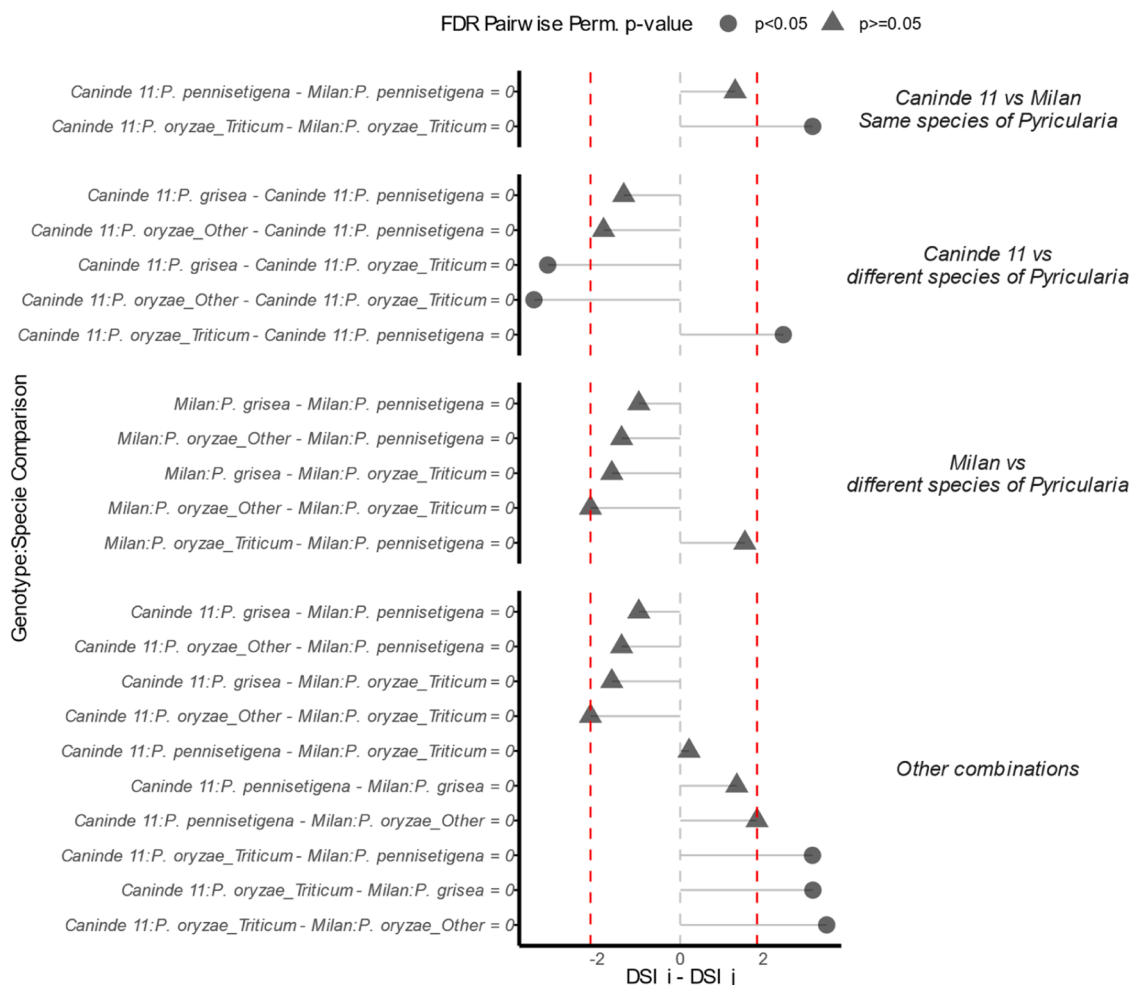 FDR Pairwise Perm. p-value p<0.05 p>=0.05
Caninde 11:P. pennisetigena - Milan:P. pennisetigena = 0
Caninde 11:P. oryzae_Triticum - Milan:P. oryzae_Triticum = 0
Caninde 11 vs Milan
Same species of Pyricularia
Caninde 11:P. grisea - Caninde 11:P. pennisetigena = 0
Caninde 11:P. oryzae_Other - Caninde 11:P. pennisetigena = 0
Caninde 11:P. grisea - Caninde 11:P. oryzae_Triticum = 0
Caninde 11:P. oryzae_Other - Caninde 11:P. oryzae_Triticum = 0
Caninde 11:P. oryzae_Triticum - Caninde 11:P. pennisetigena = 0
Caninde 11 vs
different species of Pyricularia
Milan:P. grisea - Milan:P. pennisetigena = 0
Milan:P. oryzae_Other - Milan:P. pennisetigena = 0
Milan:P. grisea - Milan:P. oryzae_Triticum = 0
Milan:P. oryzae_Other - Milan:P. oryzae_Triticum = 0
Milan:P. oryzae_Triticum - Milan:P. pennisetigena = 0
Milan vs
different species of Pyricularia
Caninde 11:P. grisea - Milan:P. pennisetigena = 0
Caninde 11:P. oryzae_Other - Milan:P. pennisetigena = 0
Caninde 11:P. grisea - Milan:P. oryzae_Triticum = 0
Caninde 11:P. oryzae_Other - Milan:P. oryzae_Triticum = 0
Caninde 11:P. pennisetigena - Milan:P. oryzae_Triticum = 0
Caninde 11:P. pennisetigena - Milan:P. grisea = 0
Caninde 11:P. pennisetigena - Milan:P. oryzae_Other = 0
Caninde 11:P. oryzae_Triticum - Milan:P. pennisetigena = 0
Caninde 11:P. oryzae_Triticum - Milan:P. grisea = 0
Caninde 11:P. oryzae_Triticum - Milan:P. oryzae_Other = 0
Other combinations
Genotype:Specie Comparison
-2 0 2
DSI i - DSI j